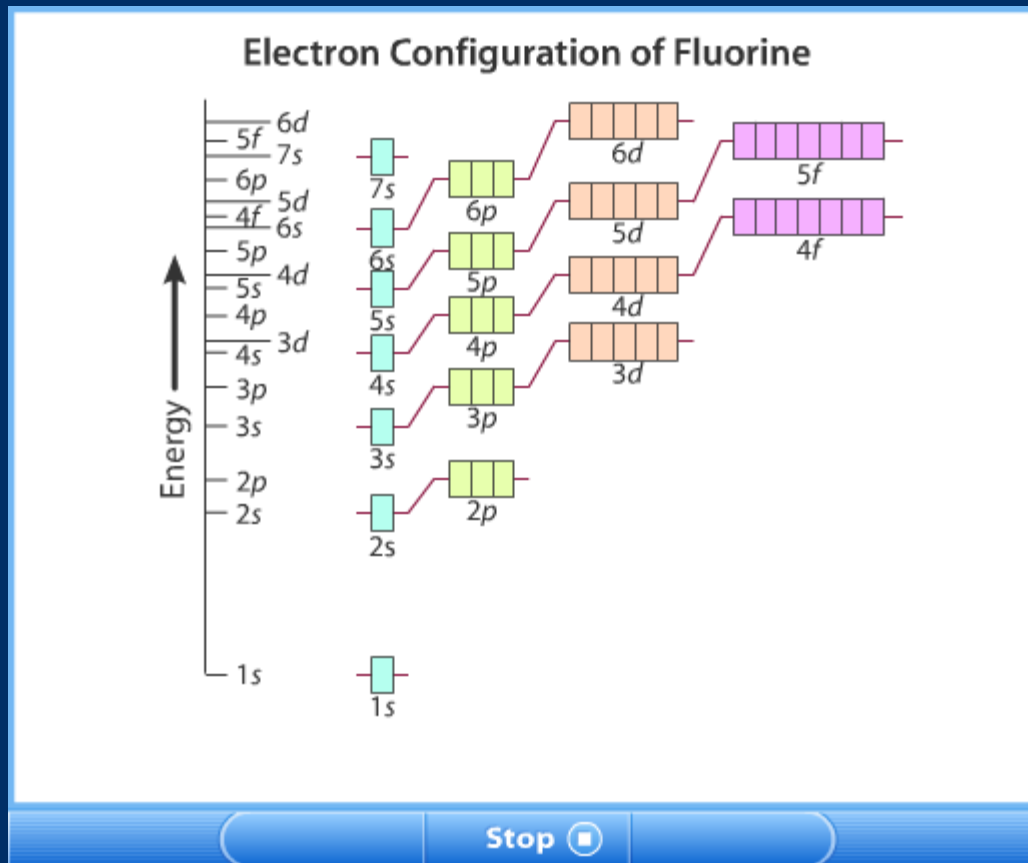 Electron Configuration of Fluorine
6d
5f
7s
6p
5d
4f
6s
5p
4d
5s
4p
3d
4s
3p
3s
2p
2s
1s
Energy
7s
6s
5s
4s
3s
2s
1s
6p
5p
4p
3p
2p
6d
5d
4d
3d
5f
4f
Stop